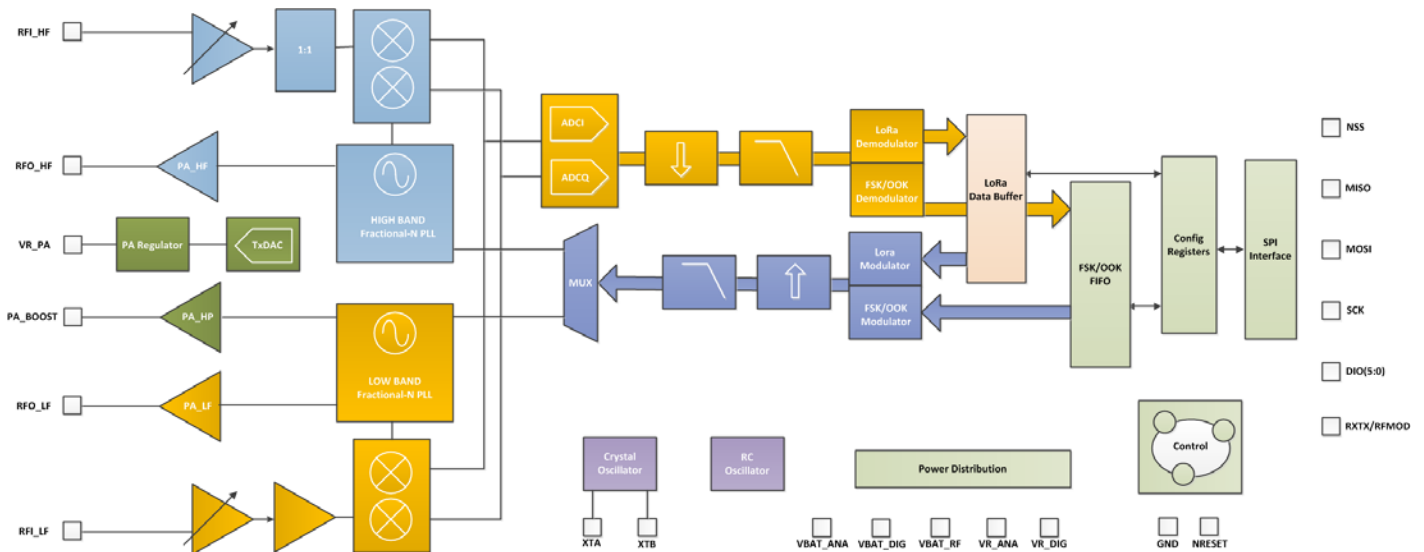 RFI_HF
1:1
RFO_HF
PA_HF
HIGH BAND
Fractional-N PLL
VR_PA
PA Regulator
TxDAC
PA_BOOST
PA_HP
RFO_LF
PA_LF
LOW BAND
Fractional-N PLL
RFI_LF
ADCI
ADCQ
MUX
LoRa
Demodulator
FSK/OOK
Demodulator
Lora
Modulator
FSK/OOK
Modulator
LoRa
Data Buffer
FSK/OOK
FIFO
Config
Registers
SPI
Interface
NSS
MISO
MOSI
SCK
DIO(5:0)
RXTX/RFMOD
Crystal
Oscillator
XTA
XTB
RC
Oscillator
Power Distribution
VBAT_ANA
VBAT_DIG
VBAT_RF
VR_ANA
VR_DIG
Control
GND
NRESET